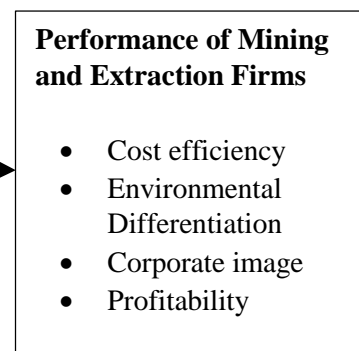 Performance of Mining
and Extraction Firms
• Cost efficiency
• Environmental
Differentiation
• Corporate image
• Profitability